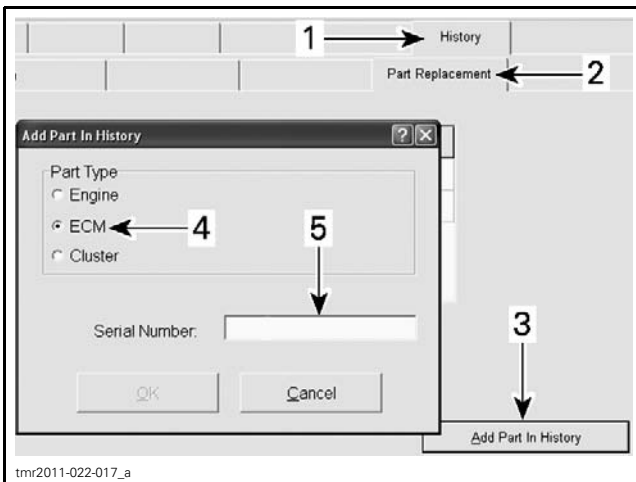 1 History
Part Replacement 2
Add Part In History
Part Type
Engine
ECM 4
Cluster
5
Serial Number:
3
OK Cancel
Add Part In History
tmr2011-022-017_a